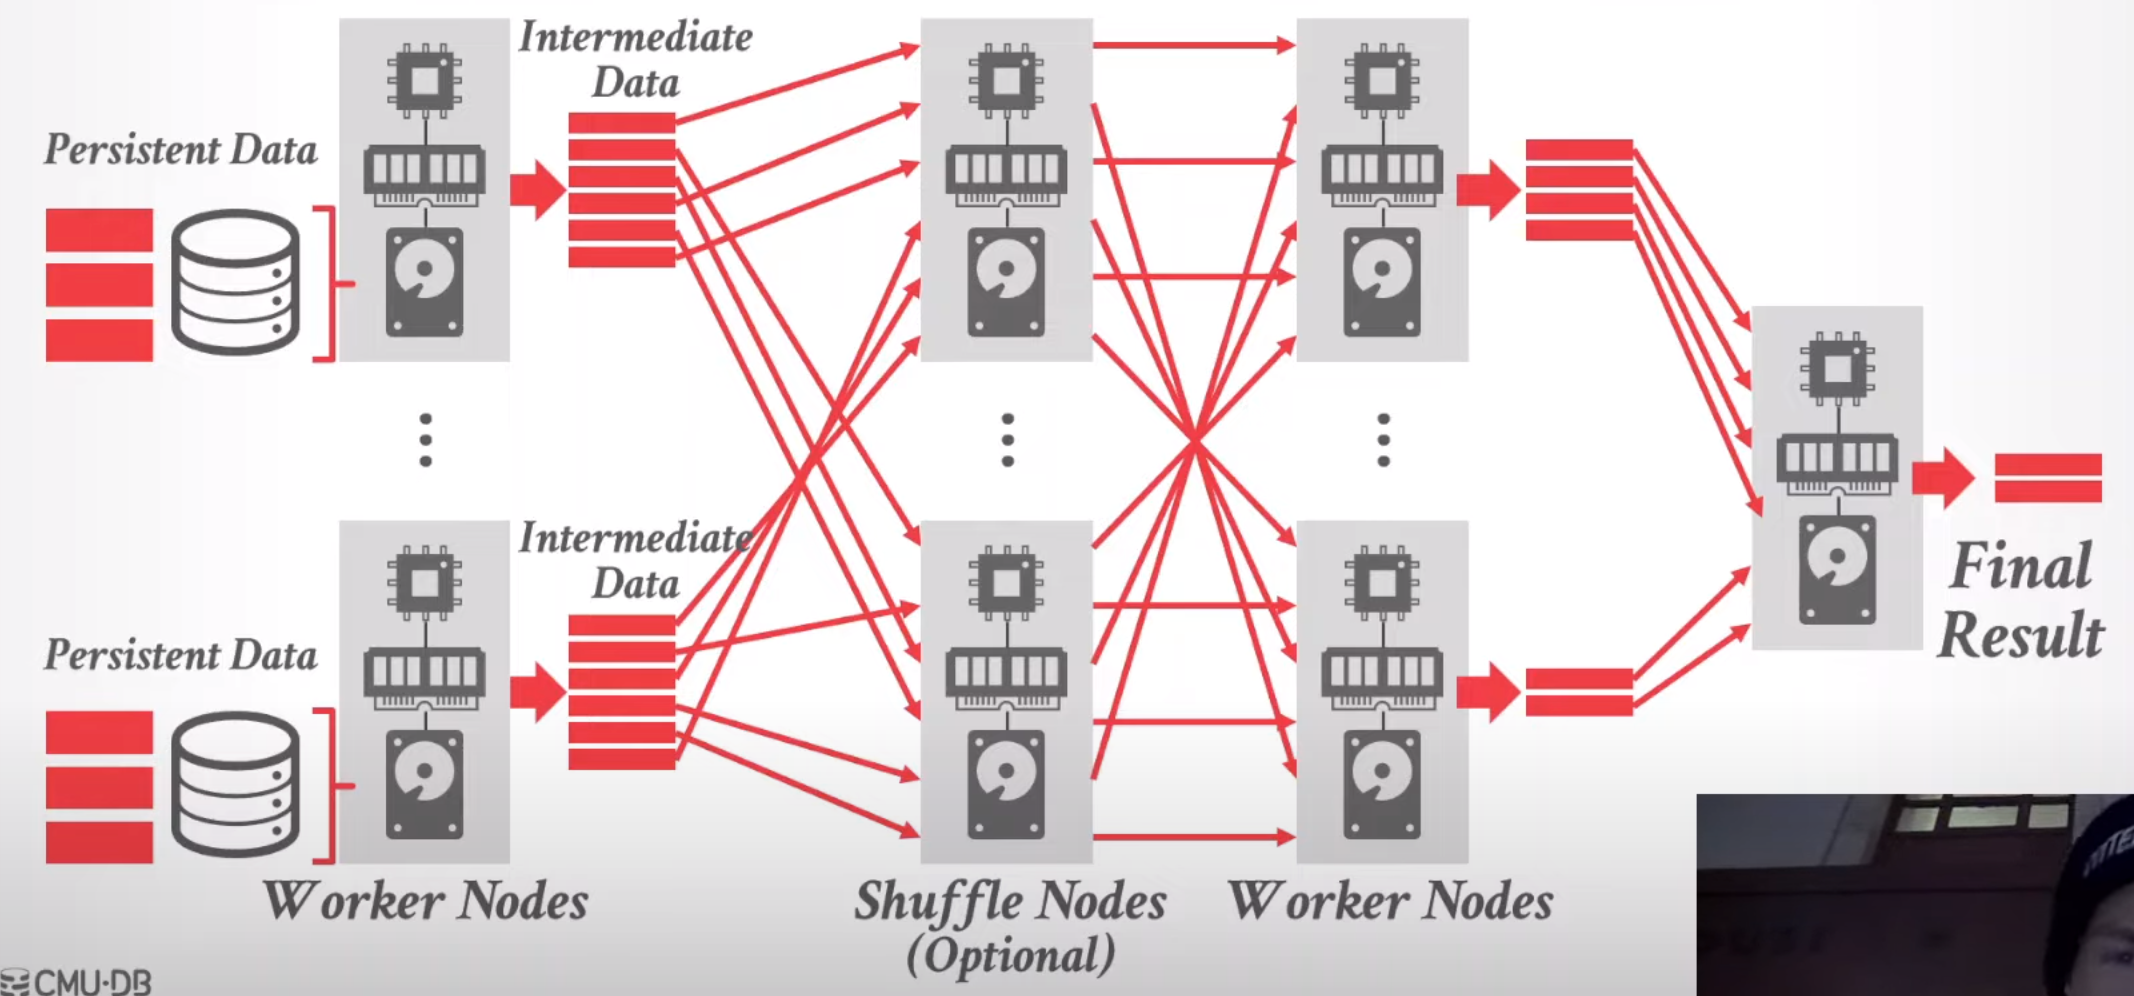 Intermediate
Data
Persistent Data
Intermediate
Data
Persistent Data
Final
Result
Worker Nodes
Shuffle Nodes
(Optional)
Worker Nodes
CMU·DB